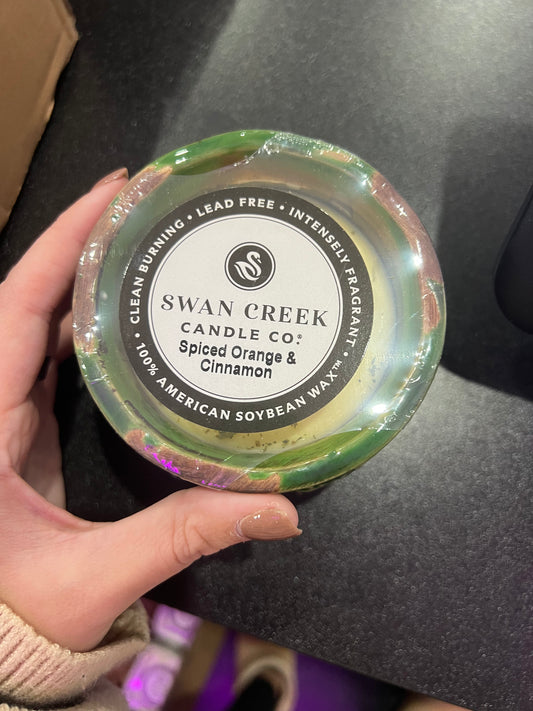 CLEAN BURNING • LEAD FREE • INTENSELY FRAGRANT •
SWAN CREEK
CANDLE CO.®
Spiced Orange &
Cinnamon
• 100% AMERICAN SOYBEAN WAX™